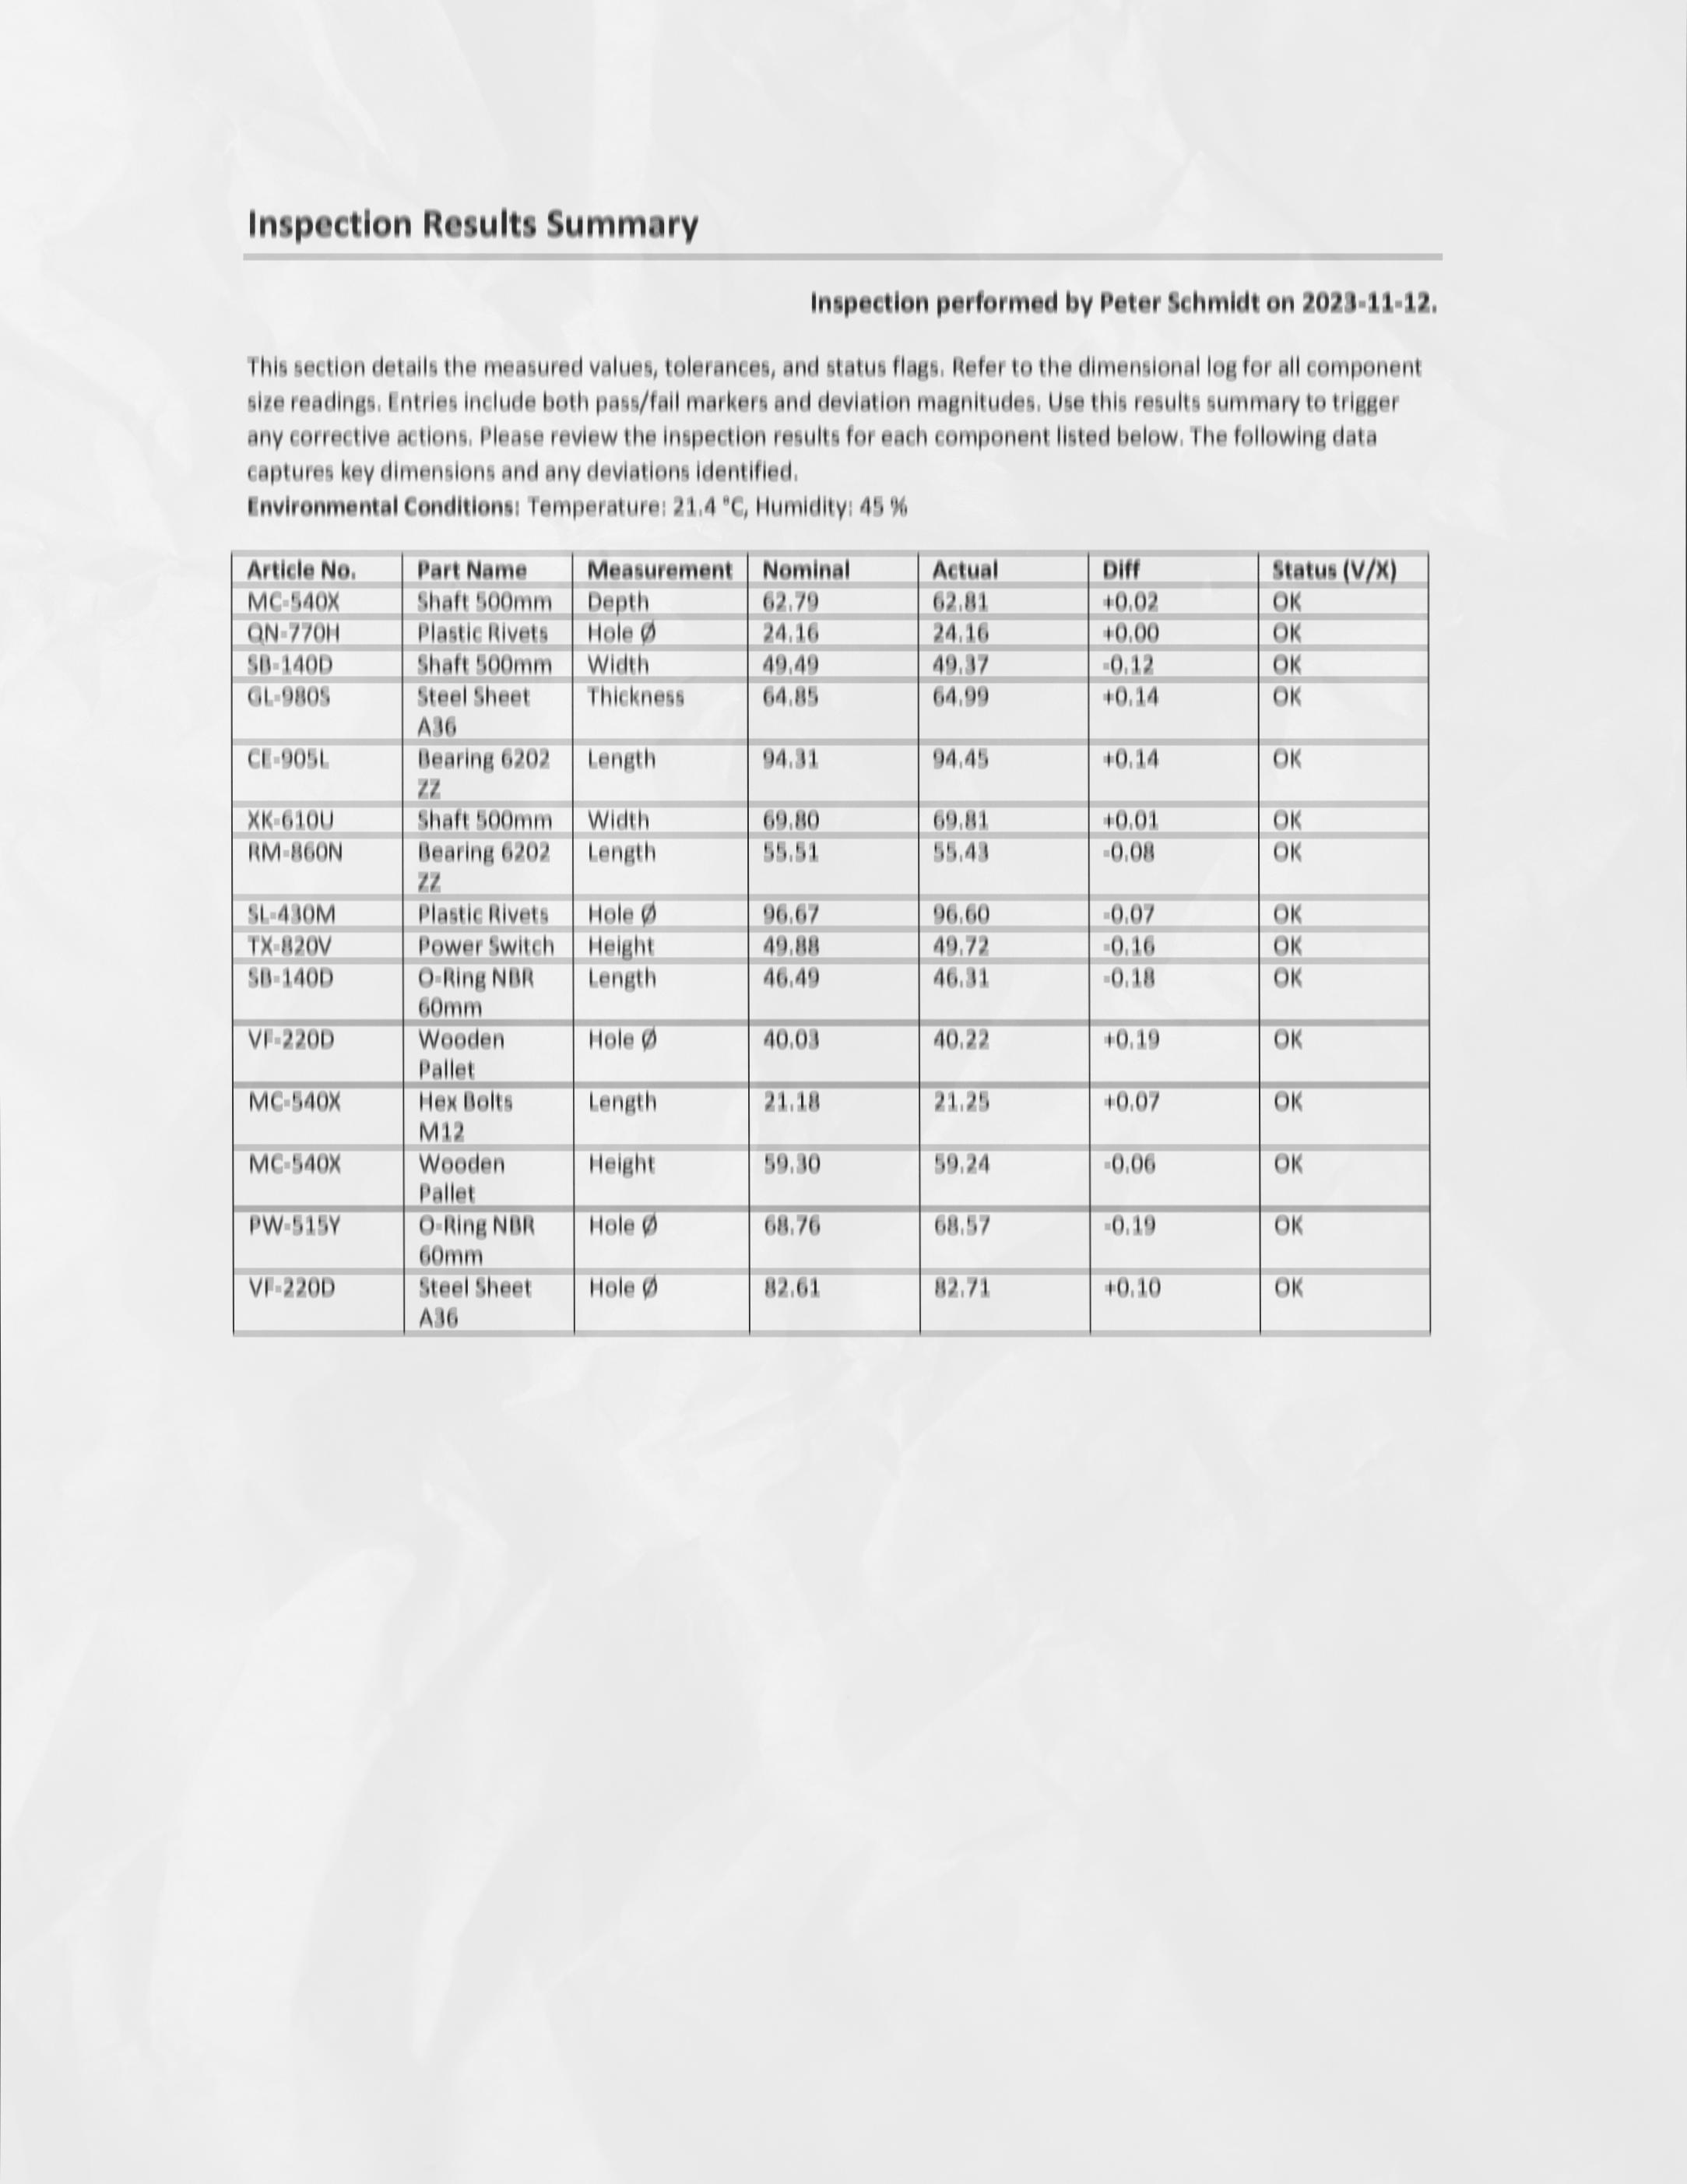 Inspection Results Summary
Inspection performed by Peter Schmidt on 2023-11-12.
This section details the measured values, tolerances, and status flags. Refer to the dimensional log for all component
size readings. Entries include both pass/fail markers and deviation magnitudes. Use this results summary to trigger
any corrective actions. Please review the inspection results for each component listed below. The following data
captures key dimensions and any deviations identified.
Environmental Conditions: Temperature: 21.4 °C, Humidity: 45 %
Article No. Part Name Measurement Nominal Actual Diff Status (V/X)
MC-540X Shaft 500mm Depth 62.79 62.81 +0.02 OK
QN-770H Plastic Rivets Hole Ø 24.16 24.16 +0.00 OK
SB-140D Shaft 500mm Width 49.49 49.37 -0.12 OK
GL-980S Steel Sheet Thickness 64.85 64.99 +0.14 OK
A36
CE-905L Bearing 6202 Length 94.31 94.45 +0.14 OK
ZZ
XK-610U Shaft 500mm Width 69.80 69.81 +0.01 OK
RM-860N Bearing 6202 Length 55.51 55.43 -0.08 OK
ZZ
SL-430M Plastic Rivets Hole Ø 96.67 96.60 -0.07 OK
TX-820V Power Switch Height 49.88 49.72 -0.16 OK
SB-140D O-Ring NBR Length 46.49 46.31 -0.18 OK
60mm
VF-220D Wooden Hole Ø 40.03 40.22 +0.19 OK
Pallet
MC-540X Hex Bolts Length 21.18 21.25 +0.07 OK
M12
MC-540X Wooden Height 59.30 59.24 -0.06 OK
Pallet
PW-515Y O-Ring NBR Hole Ø 68.76 68.57 -0.19 OK
60mm
VF-220D Steel Sheet Hole Ø 82.61 82.71 +0.10 OK
A36